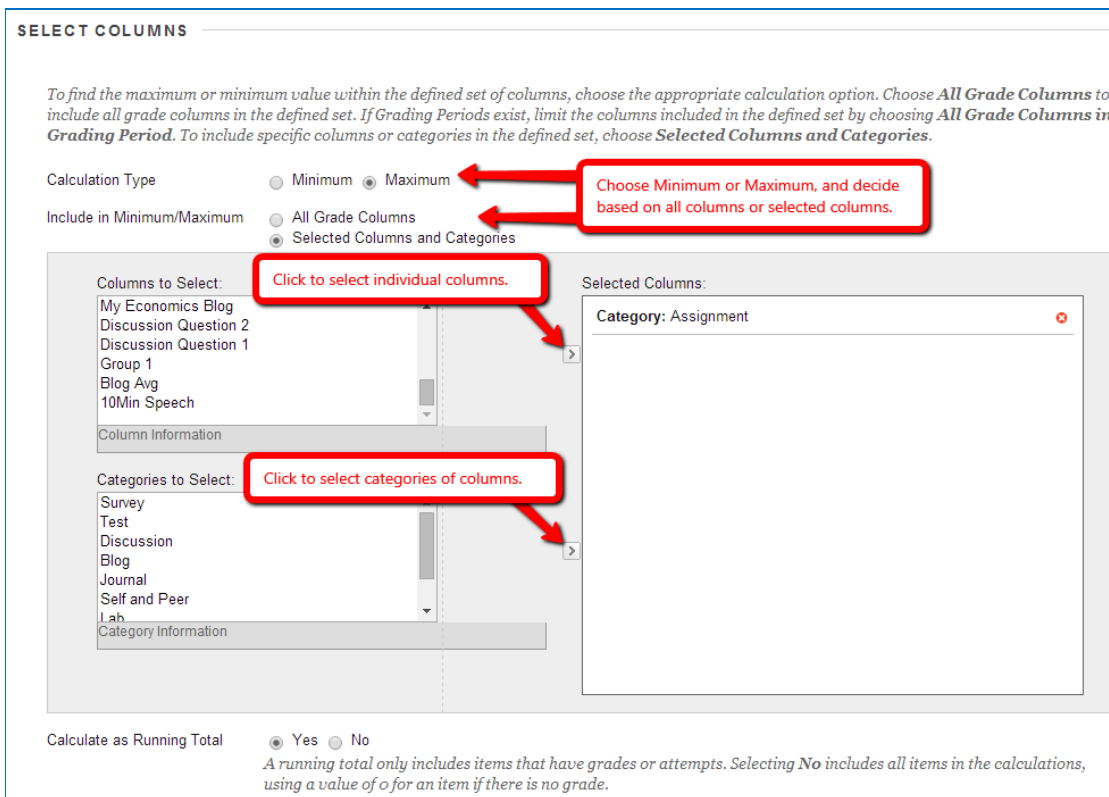 SELECT COLUMNS
To find the maximum or minimum value within the defined set of columns, choose the appropriate calculation option. Choose All Grade Columns to
include all grade columns in the defined set. If Grading Periods exist, limit the columns included in the defined set by choosing All Grade Columns in
Grading Period. To include specific columns or categories in the defined set, choose Selected Columns and Categories.
Calculation Type
Minimum Maximum
Choose Minimum or Maximum, and decide
based on all columns or selected columns.
Include in Minimum/Maximum
All Grade Columns
Selected Columns and Categories
Columns to Select:
Click to select individual columns.
My Economics Blog
Discussion Question 2
Discussion Question 1
Group 1
Blog Avg
10Min Speech
Column Information
Categories to Select:
Click to select categories of columns.
Survey
Test
Discussion
Blog
Journal
Self and Peer
Lab
Category Information
Selected Columns:
Category: Assignment
Calculate as Running Total
Yes No
A running total only includes items that have grades or attempts. Selecting No includes all items in the calculations,
using a value of 0 for an item if there is no grade.